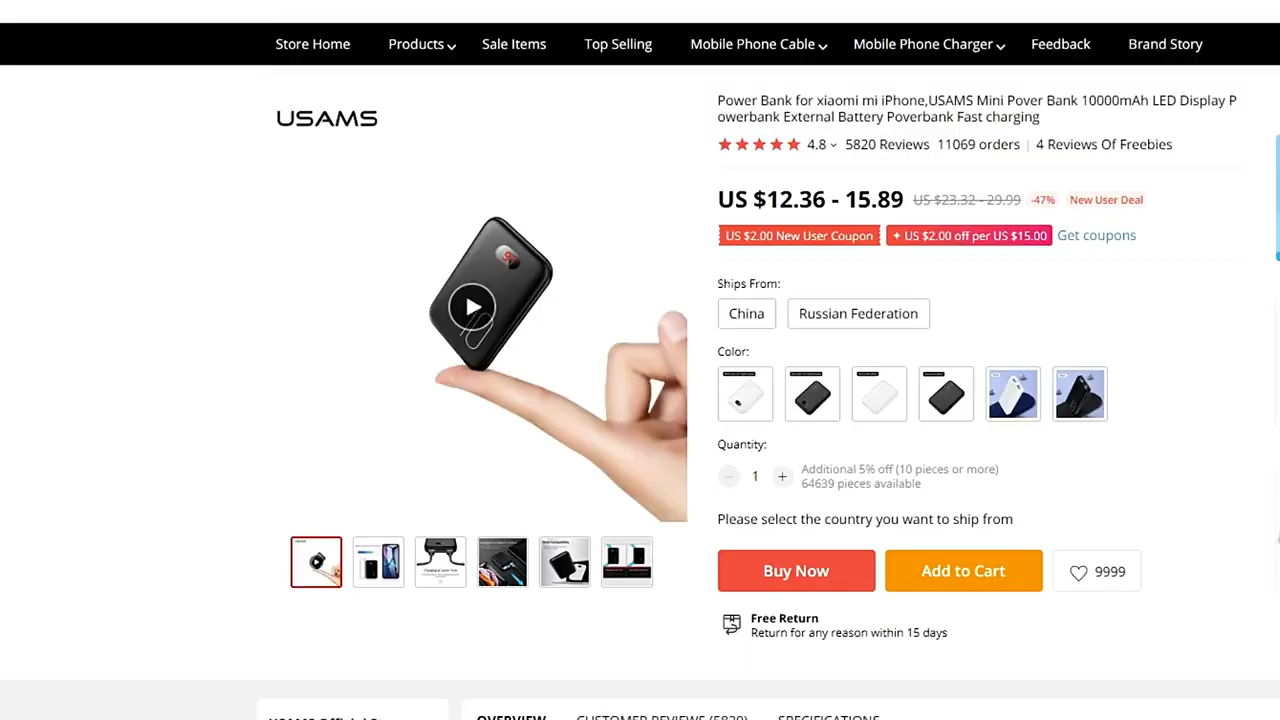 Store Home Products Sale Items Top Selling Mobile Phone Cable Mobile Phone Charger Feedback Brand Story
USAMS
Power Bank for xiaomi mi iPhone,USAMS Mini Pover Bank 10000mAh LED Display P
owerbank External Battery Poverbank Fast charging
4.8 5820 Reviews 11069 orders | 4 Reviews Of Freebies
US $12.36 - 15.89 US $23.32 - 29.99 -47% New User Deal
US $2.00 New User Coupon + US $2.00 off per US $15.00 Get coupons
Ships From:
China Russian Federation
Color:
Quantity:
1 + Additional 5% off (10 pieces or more)
64639 pieces available
Please select the country you want to ship from
Buy Now Add to Cart 9999
Free Return
Return for any reason within 15 days
OVERVIEW CUSTOMER REVIEWS (5820) SPECIFICATIONS